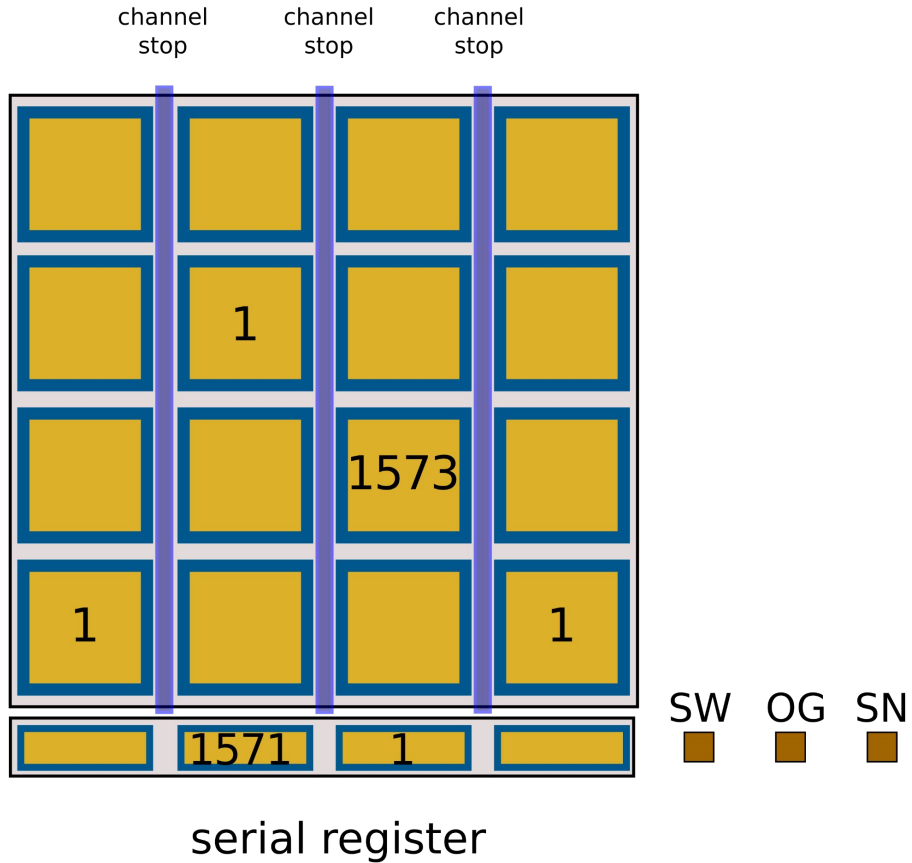 channel stop
channel stop
channel stop
1
1573
1
1
SW
OG
SN
1571
1
serial register